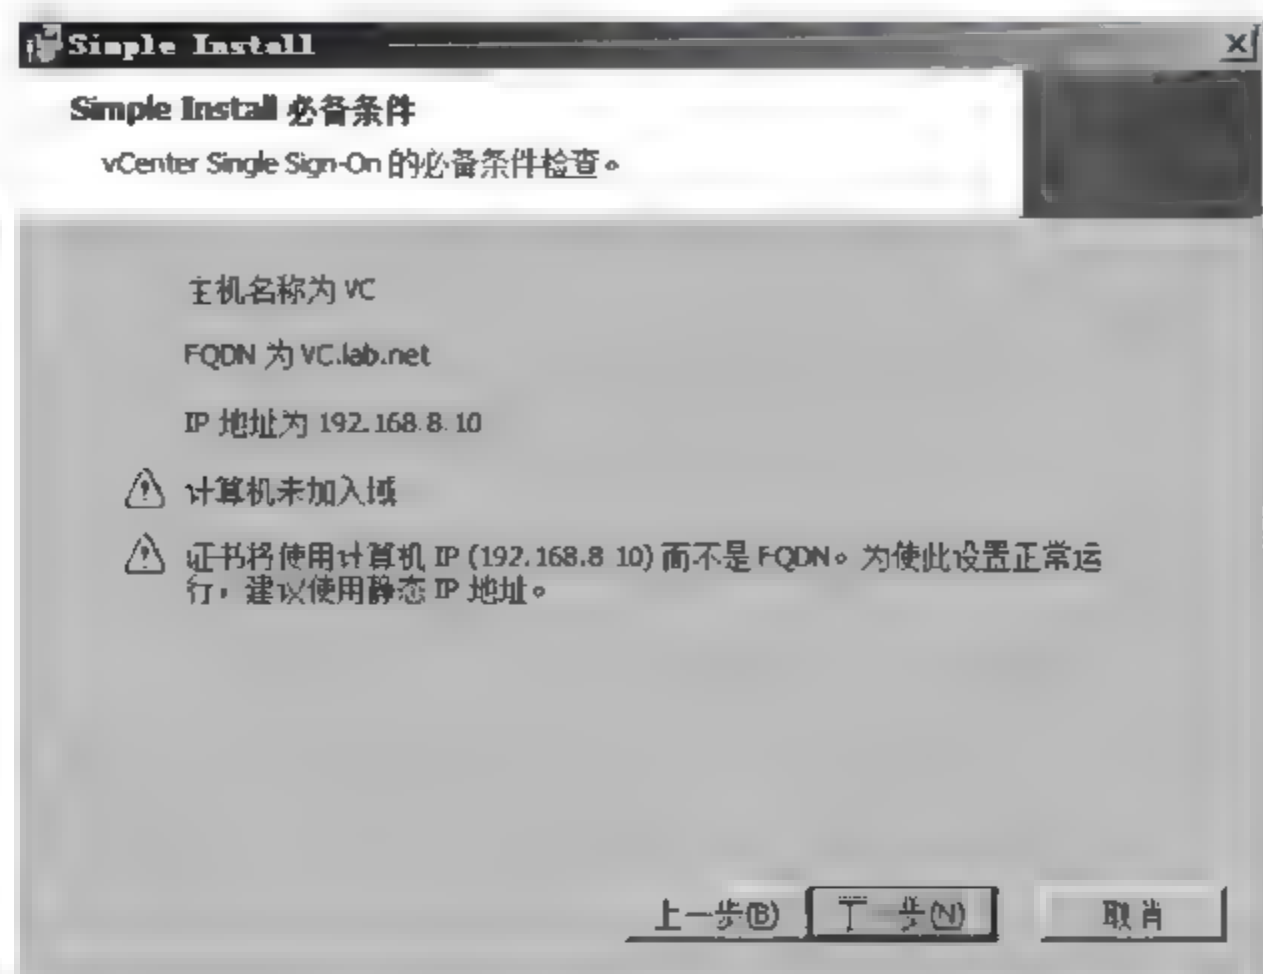 Simple Install
Simple Install 必备条件
vCenter Single Sign-On 的必备条件检查。
主机名称为 VC
FQDN 为 VC.lab.net
IP 地址为 192.168.8.10
计算机未加入域
证书将使用计算机 IP (192.168.8.10) 而不是 FQDN。为使此设置正常运
行，建议使用静态 IP 地址。
上一步(B) 下一步(N) 取消